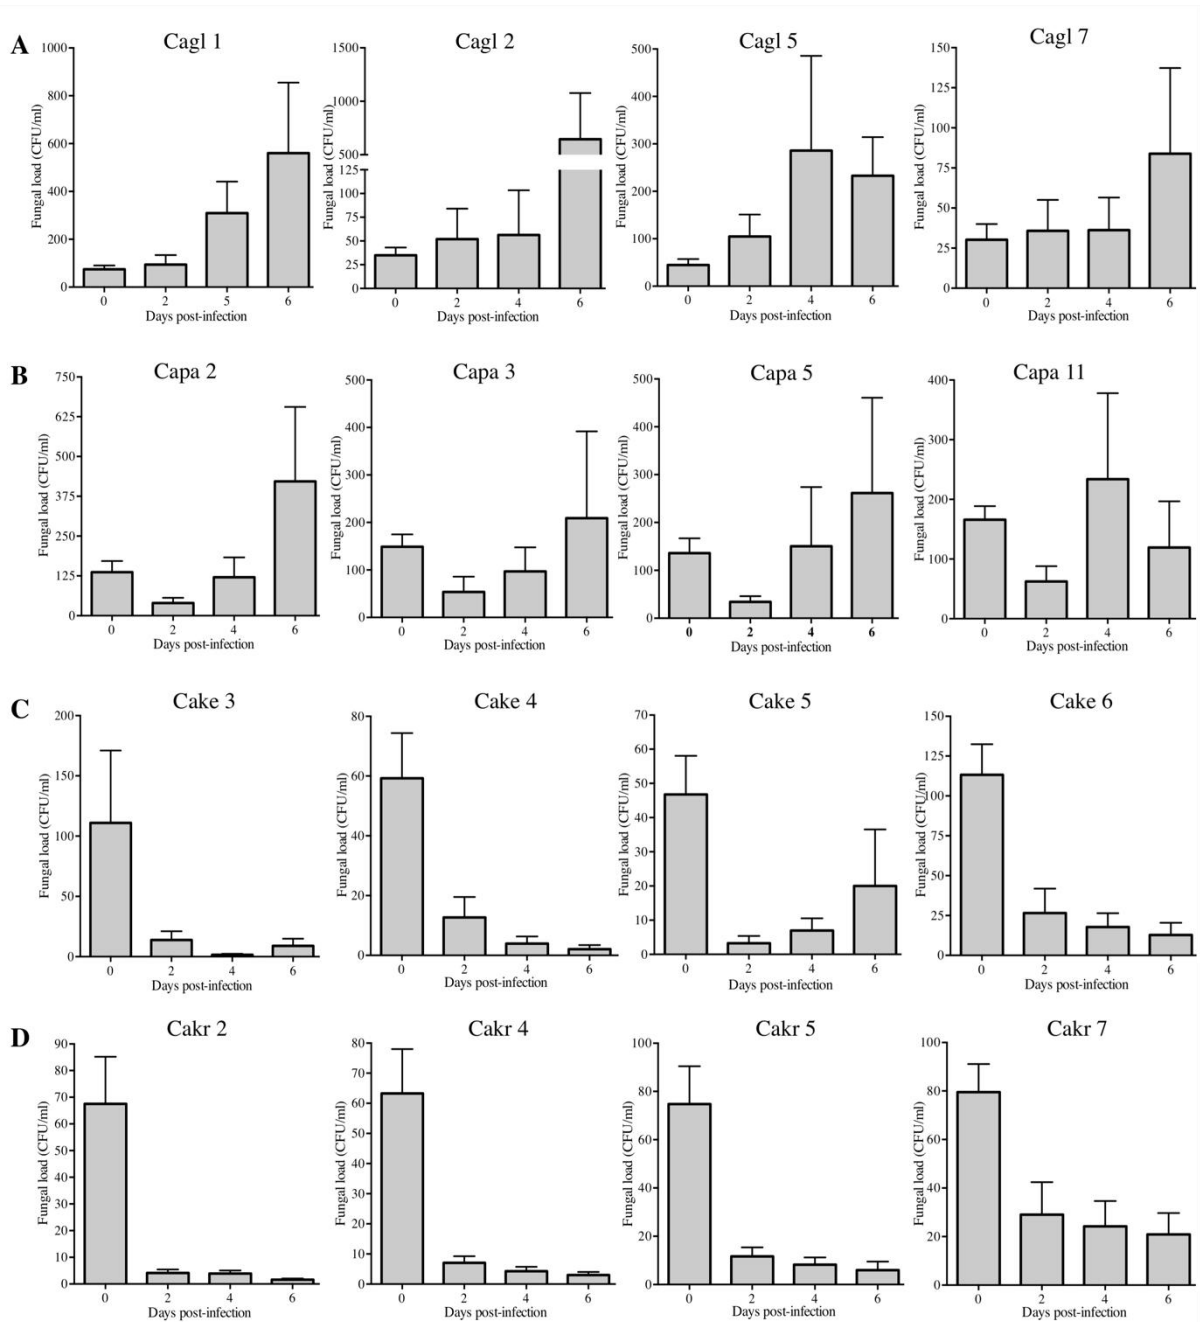 A
Cagl 1
Fungal load (CFU/ml)
1000
800
600
400
200
0
0 2 5 6
Days post-infection
Cagl 2
Fungal load (CFU/ml)
1500
1000
500
125
100
75
50
25
0
0 2 4 6
Days post-infection
Cagl 5
Fungal load (CFU/ml)
500
400
300
200
100
0
0 2 4 6
Days post-infection
Cagl 7
Fungal load (CFU/ml)
150
125
100
75
50
25
0
0 2 4 6
Days post-infection
B
Capa 2
Fungal load (CFU/ml)
750
625
500
375
250
125
0
0 2 4 6
Days post-infection
Capa 3
Fungal load (CFU/ml)
500
400
300
200
100
0
0 2 4 6
Days post-infection
Capa 5
Fungal load (CFU/ml)
500
400
300
200
100
0
0 2 4 6
Days post-infection
Capa 11
Fungal load (CFU/ml)
400
300
200
100
0
0 2 4 6
Days post-infection
C
Cake 3
Fungal load (CFU/ml)
200
150
100
50
0
0 2 4 6
Days post-infection
Cake 4
Fungal load (CFU/ml)
80
60
40
20
0
0 2 4 6
Days post-infection
Cake 5
Fungal load (CFU/ml)
70
60
50
40
30
20
10
0
0 2 4 6
Days post-infection
Cake 6
Fungal load (CFU/ml)
150
125
100
75
50
25
0
0 2 4 6
Days post-infection
D
Cakr 2
Fungal load (CFU/ml)
90
80
70
60
50
40
30
20
10
0
0 2 4 6
Days post-infection
Cakr 4
Fungal load (CFU/ml)
80
70
60
50
40
30
20
10
0
0 2 4 6
Days post-infection
Cakr 5
Fungal load (CFU/ml)
100
80
60
40
20
0
0 2 4 6
Days post-infection
Cakr 7
Fungal load (CFU/ml)
100
80
60
40
20
0
0 2 4 6
Days post-infection